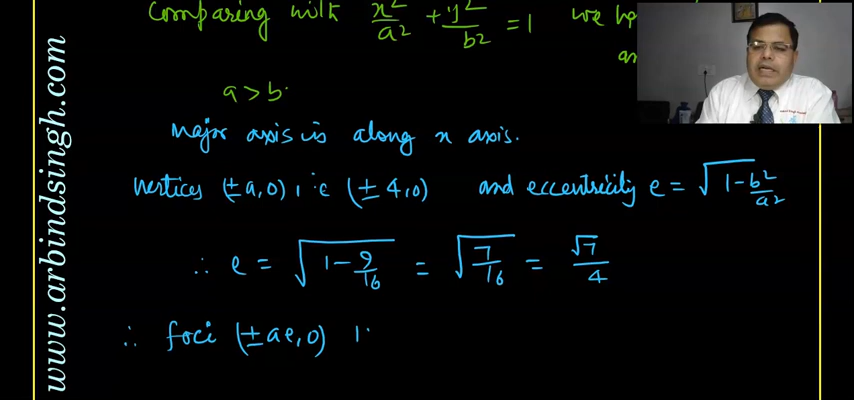 Comparing with x²/a² + y²/b² = 1 we
a > b.
Major axis is along x axis.
vertices (±a,0), i.e (±4,0) and eccentricity e = √(1-b²/a²)
∴ e = √(1-9/16) = √(7/16) = √7/4
∴ foci (±ae,0)
www.arbindsingh.com